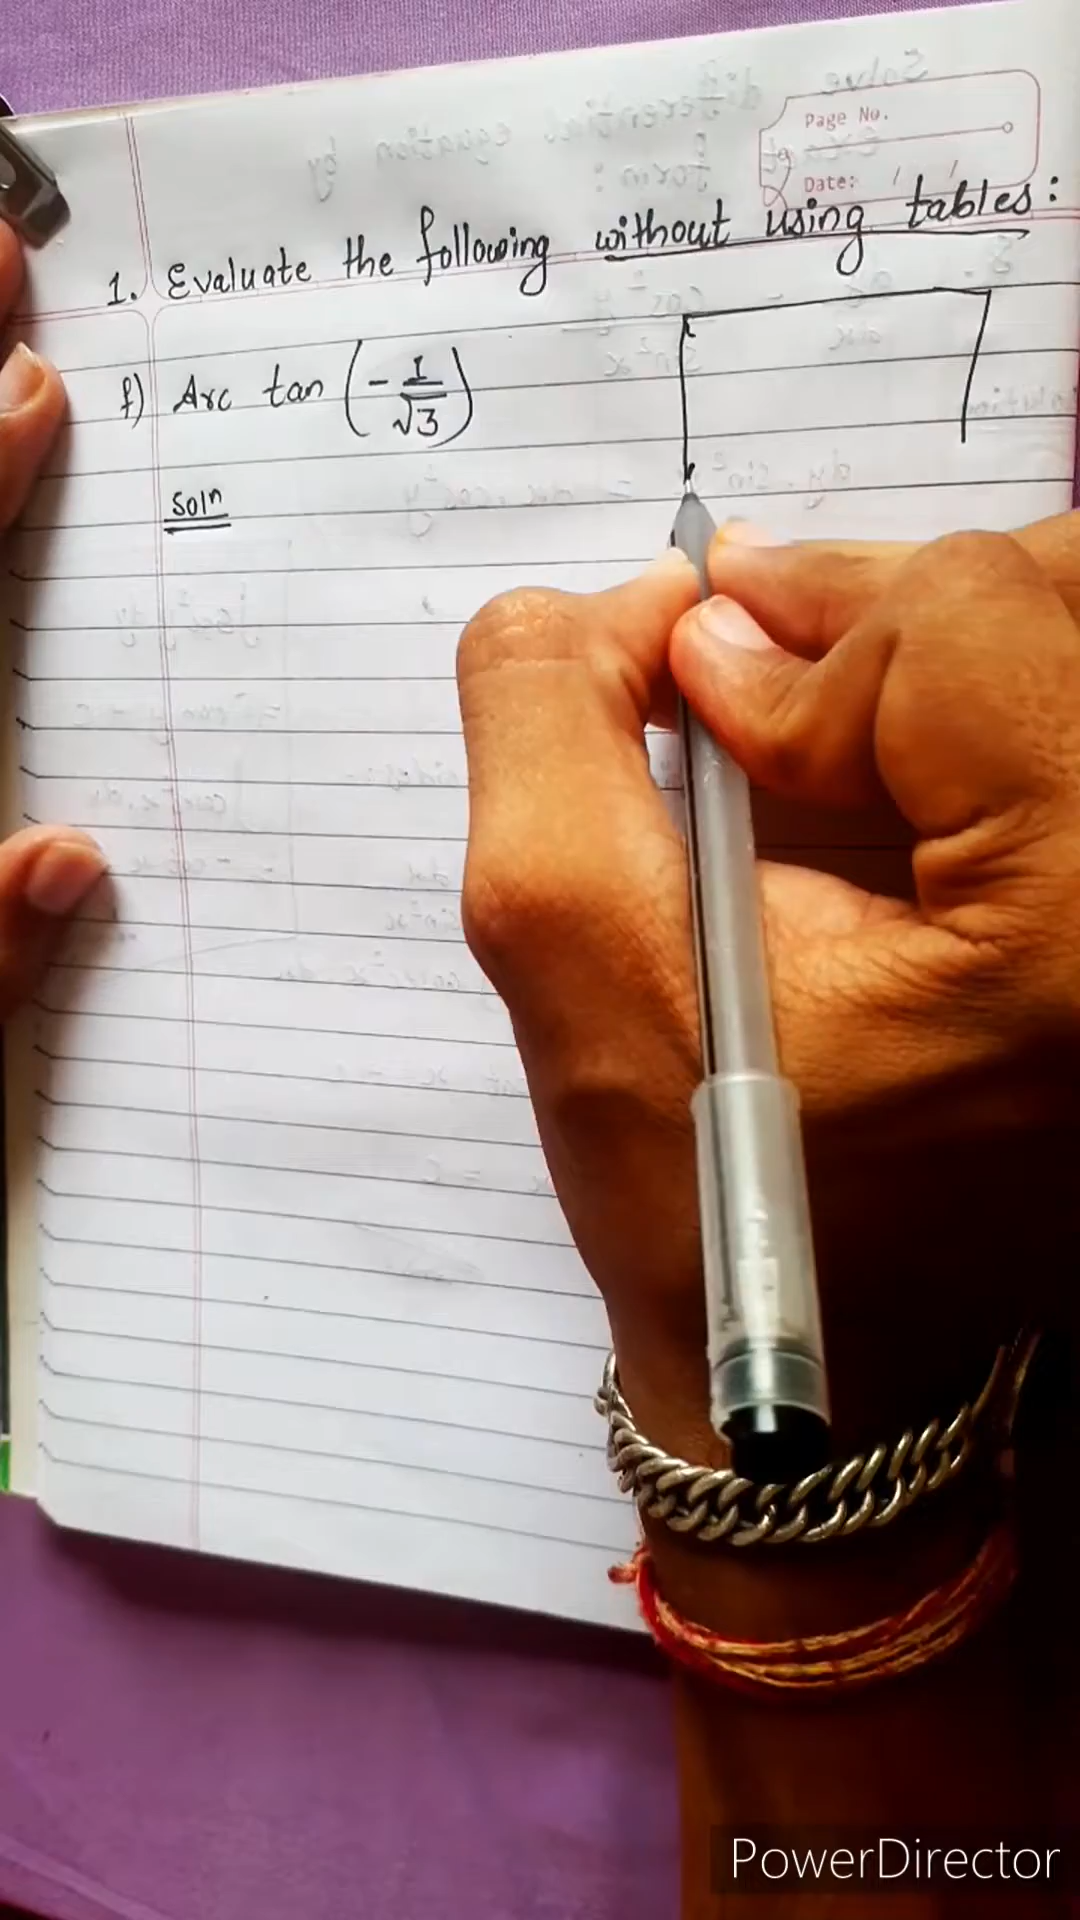 Page No.
Date: / /
1. Evaluate the following without using tables:
f) Arc tan (-1/√3)
Soln
PowerDirector